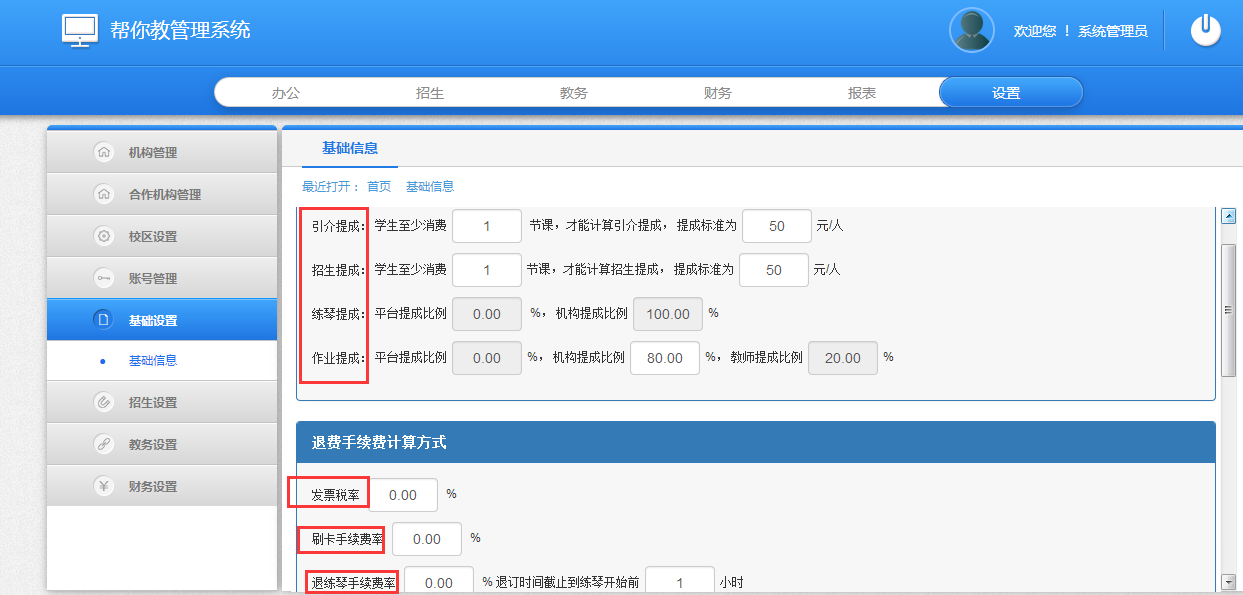 帮你教管理系统
欢迎您 ！ 系统管理员
办公 招生 教务 财务 报表 设置
机构管理
合作机构管理
校区设置
账号管理
基础设置
基础信息
招生设置
教务设置
财务设置
基础信息
最近打开： 首页 基础信息
引介提成: 学生至少消费 1 节课，才能计算引介提成， 提成标准为 50 元/人
招生提成: 学生至少消费 1 节课，才能计算招生提成， 提成标准为 50 元/人
练琴提成: 平台提成比例 0.00 %， 机构提成比例 100.00 %
作业提成: 平台提成比例 0.00 %， 机构提成比例 80.00 %， 教师提成比例 20.00 %
退费手续费计算方式
发票税率 0.00 %
刷卡手续费率 0.00 %
退练琴手续费率 0.00 % 退订时间截止到练琴开始前 1 小时